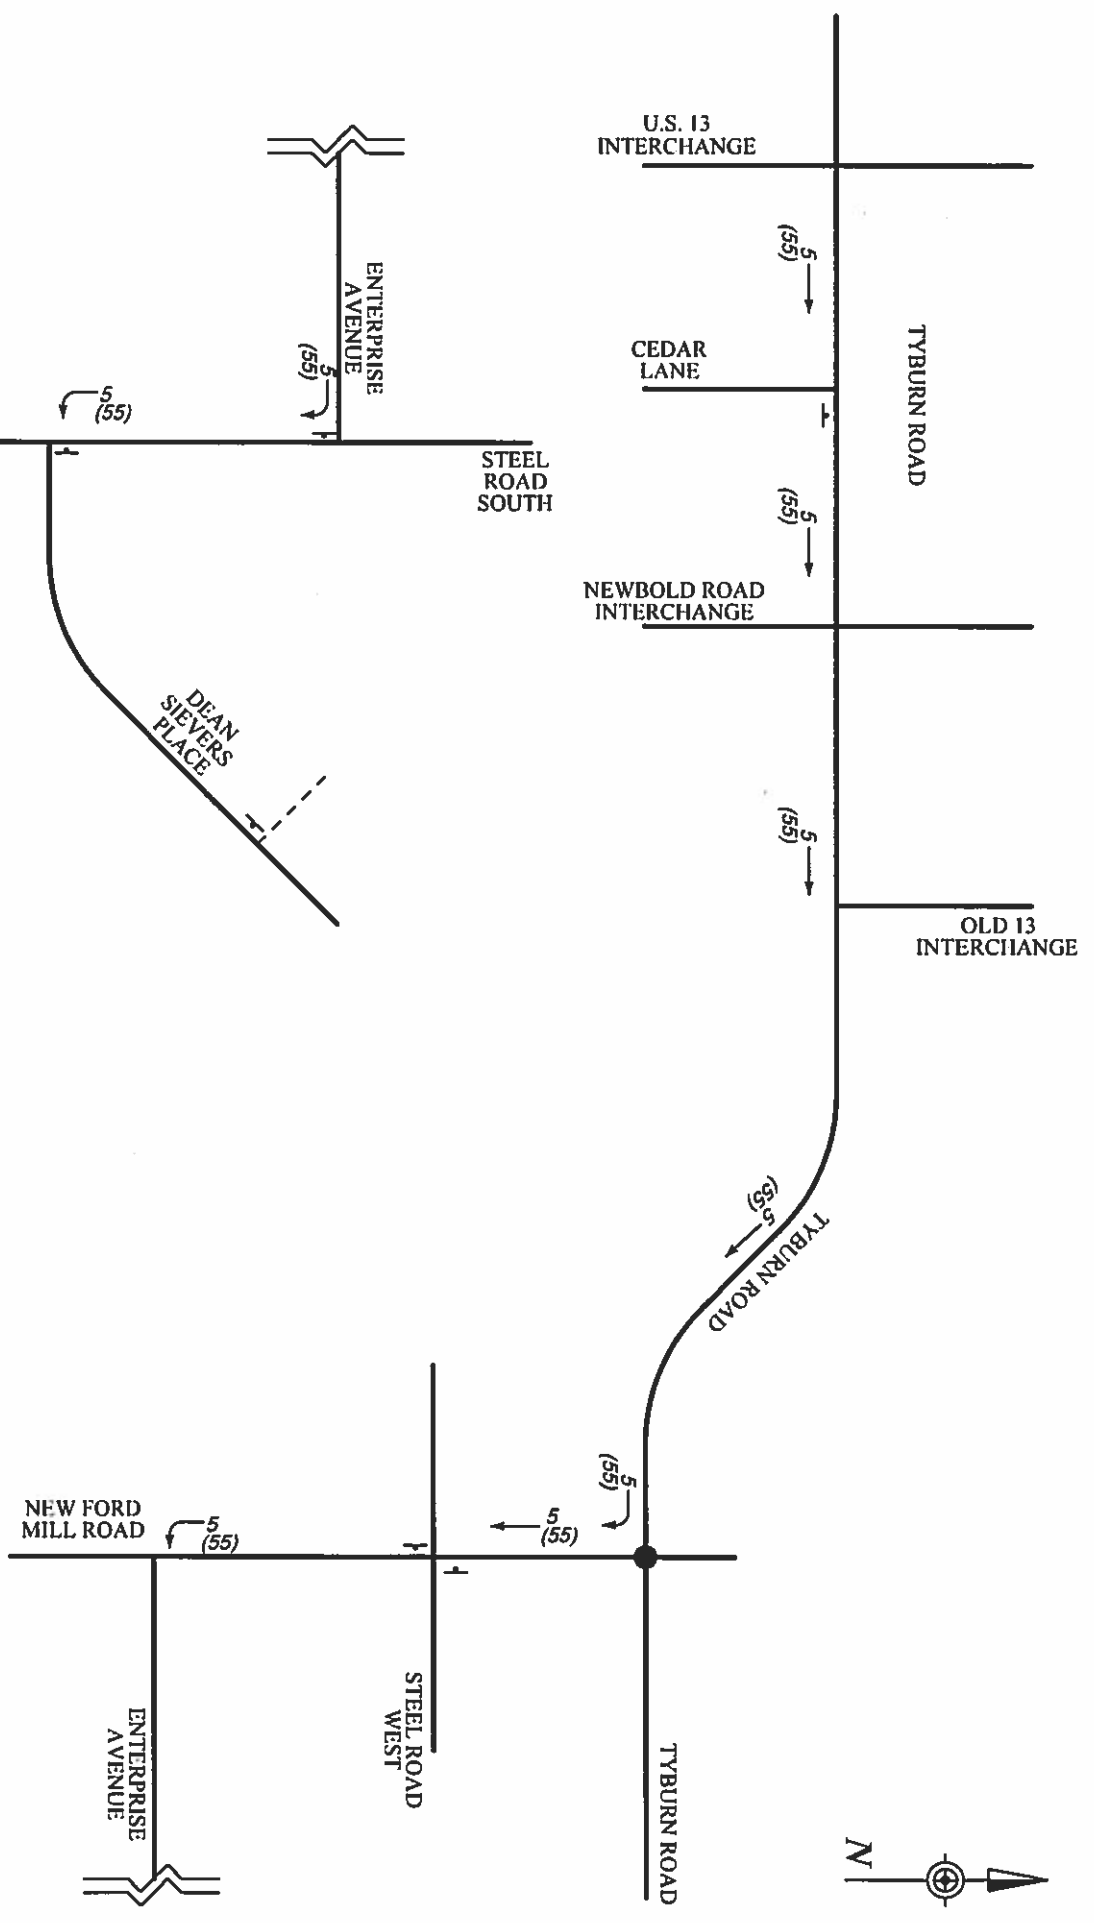 U.S. 13
INTERCHANGE
5
(55)
TYBURN ROAD
CEDAR
LANE
ENTERPRISE
AVENUE
5
(55)
5
(55)
STEEL
ROAD
SOUTH
5
(55)
NEWBOLD ROAD
INTERCHANGE
DEAN
SIEVERS
PLACE
5
(55)
OLD 13
INTERCHANGE
5
(55)
TYBURN ROAD
5
(55)
NEW FORD
MILL ROAD
5
(55)
5
(55)
STEEL ROAD
WEST
ENTERPRISE
AVENUE
TYBURN ROAD
N